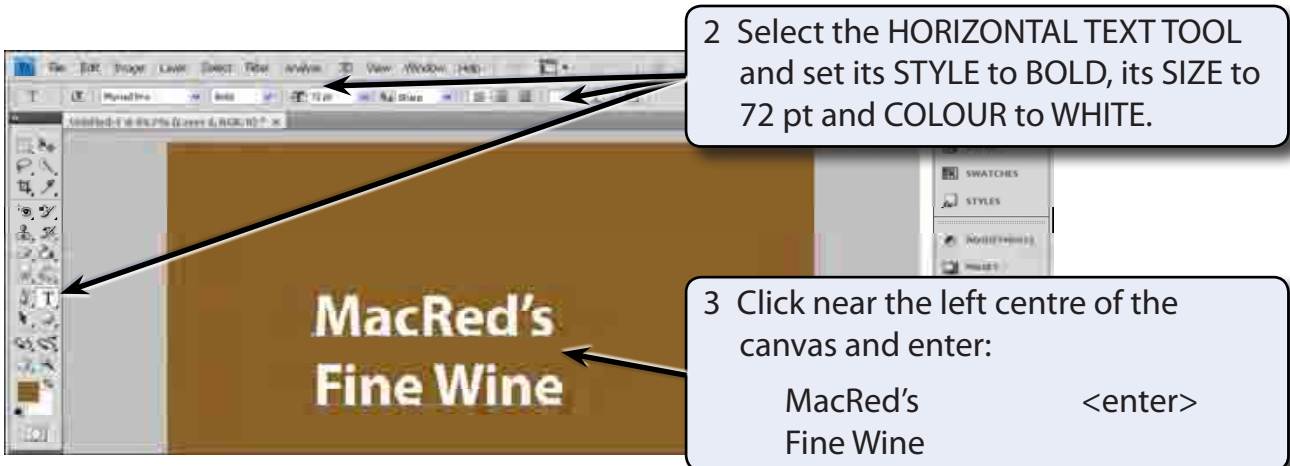 2 Select the HORIZONTAL TEXT TOOL
and set its STYLE to BOLD, its SIZE to
72 pt and COLOUR to WHITE.
File Edit Image Layer Select Filter Analysis 3D View Window Help
T
SWATCHES
STYLES
MacRed’s
Fine Wine
3 Click near the left centre of the
canvas and enter:
MacRed's <enter>
Fine Wine